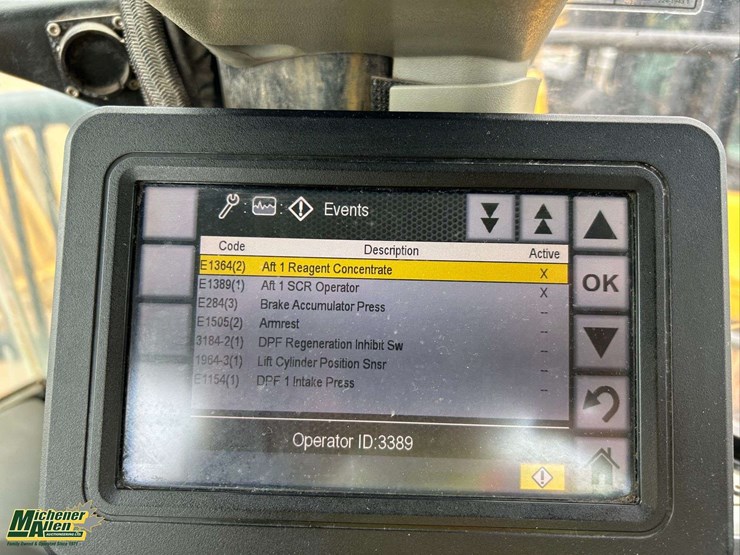 Events
Code Description Active
E1364(2) Aft 1 Reagent Concentrate X
E1389(1) Aft 1 SCR Operator X
E284(3) Brake Accumulator Press --
E1505(2) Armrest --
3184-2(1) DPF Regeneration Inhibit Sw --
1964-3(1) Lift Cylinder Position Snsr --
E1154(1) DPF 1 Intake Press --
OK
Operator ID:3389
Michener
Allen
AUCTIONEERING LTD.